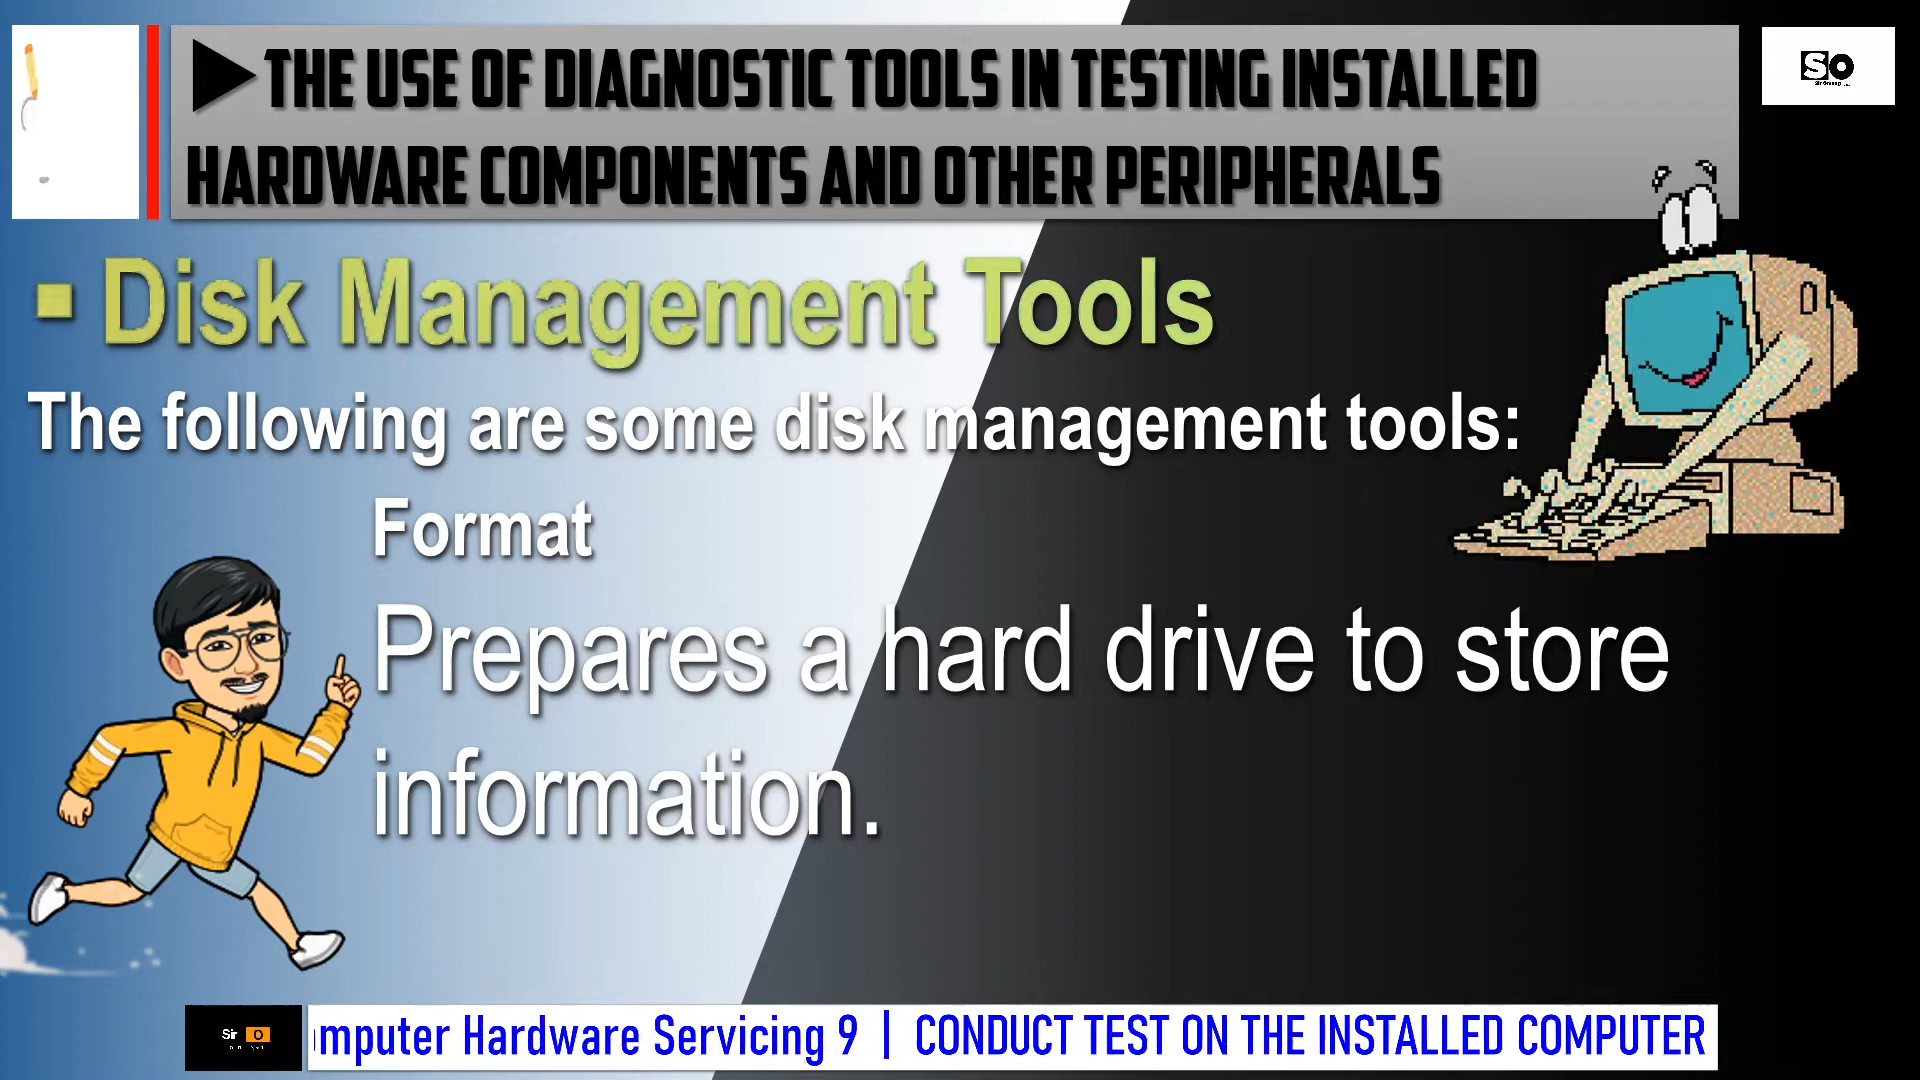 THE USE OF DIAGNOSTIC TOOLS IN TESTING INSTALLED
HARDWARE COMPONENTS AND OTHER PERIPHERALS
SO
▪ Disk Management Tools
The following are some disk management tools:
Format
Prepares a hard drive to store
information.
Sir O
mputer Hardware Servicing 9 | CONDUCT TEST ON THE INSTALLED COMPUTER